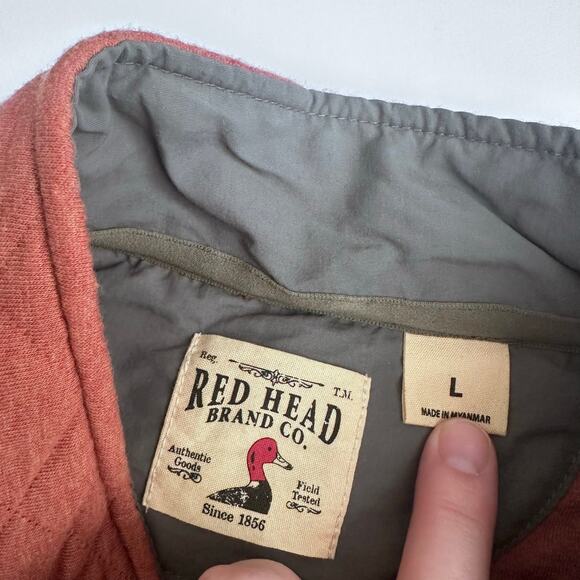 Reg.
T.M.
RED HEAD
BRAND CO.
Authentic
Goods
Field
Tested
Since 1856
L
MADE IN MYANMAR